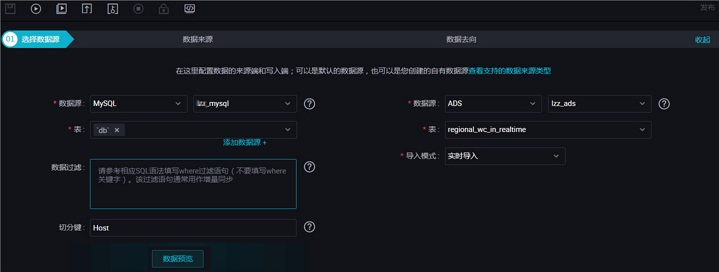 发布
01 选择数据源
数据来源
数据去向
收起
在这里配置数据的来源端和写入端；可以是默认的数据源，也可以是您创建的自有数据源查看支持的数据来源类型
* 数据源： MySQL lzz_mysql ?
* 表： `db` ×
添加数据源 +
数据过滤： 请参考相应SQL语法填写where过滤语句（不要填写where
关键字）。该过滤语句通常用作增量同步 ?
切分键： Host ?
数据预览
* 数据源： ADS lzz_ads ?
* 表： regional_wc_in_realtime
* 导入模式： 实时导入